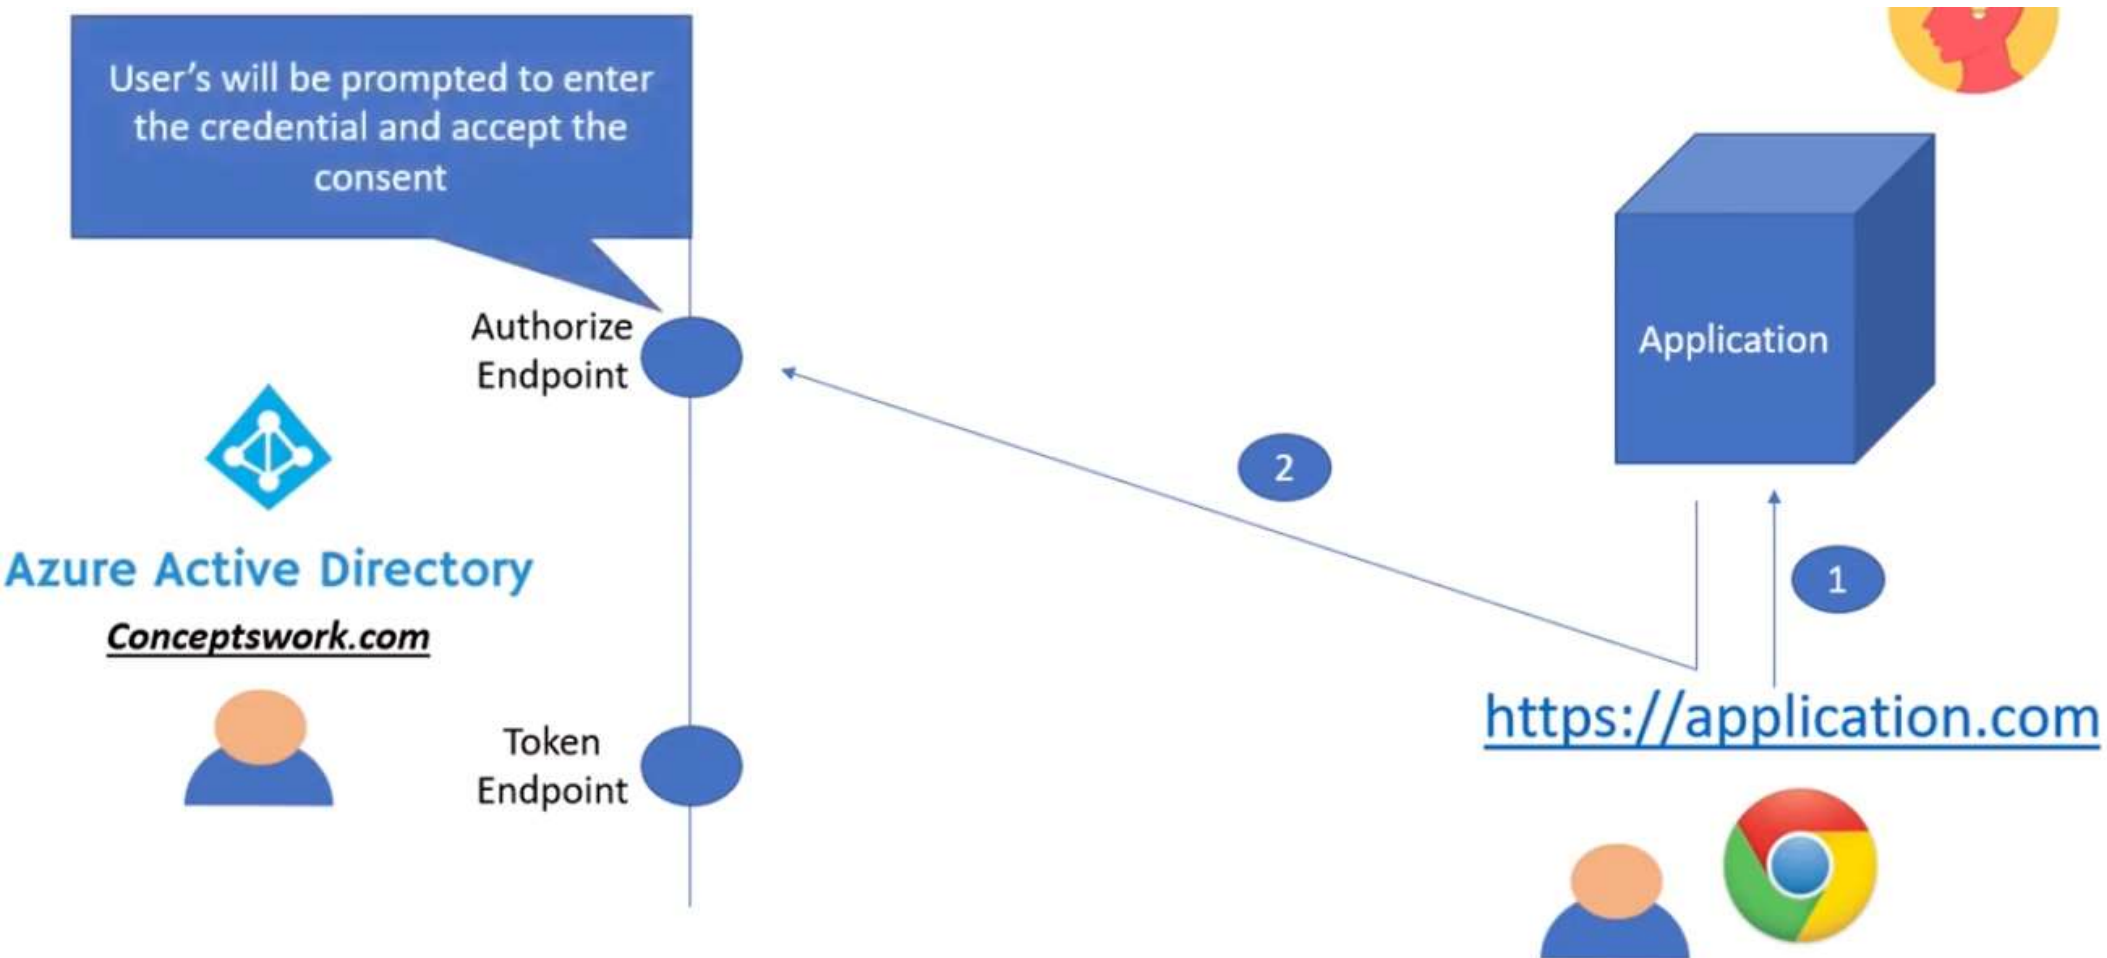 User's will be prompted to enter
the credential and accept the
consent
Authorize
Endpoint
Application
2
Azure Active Directory
1
Conceptswork.com
https://application.com
Token
Endpoint